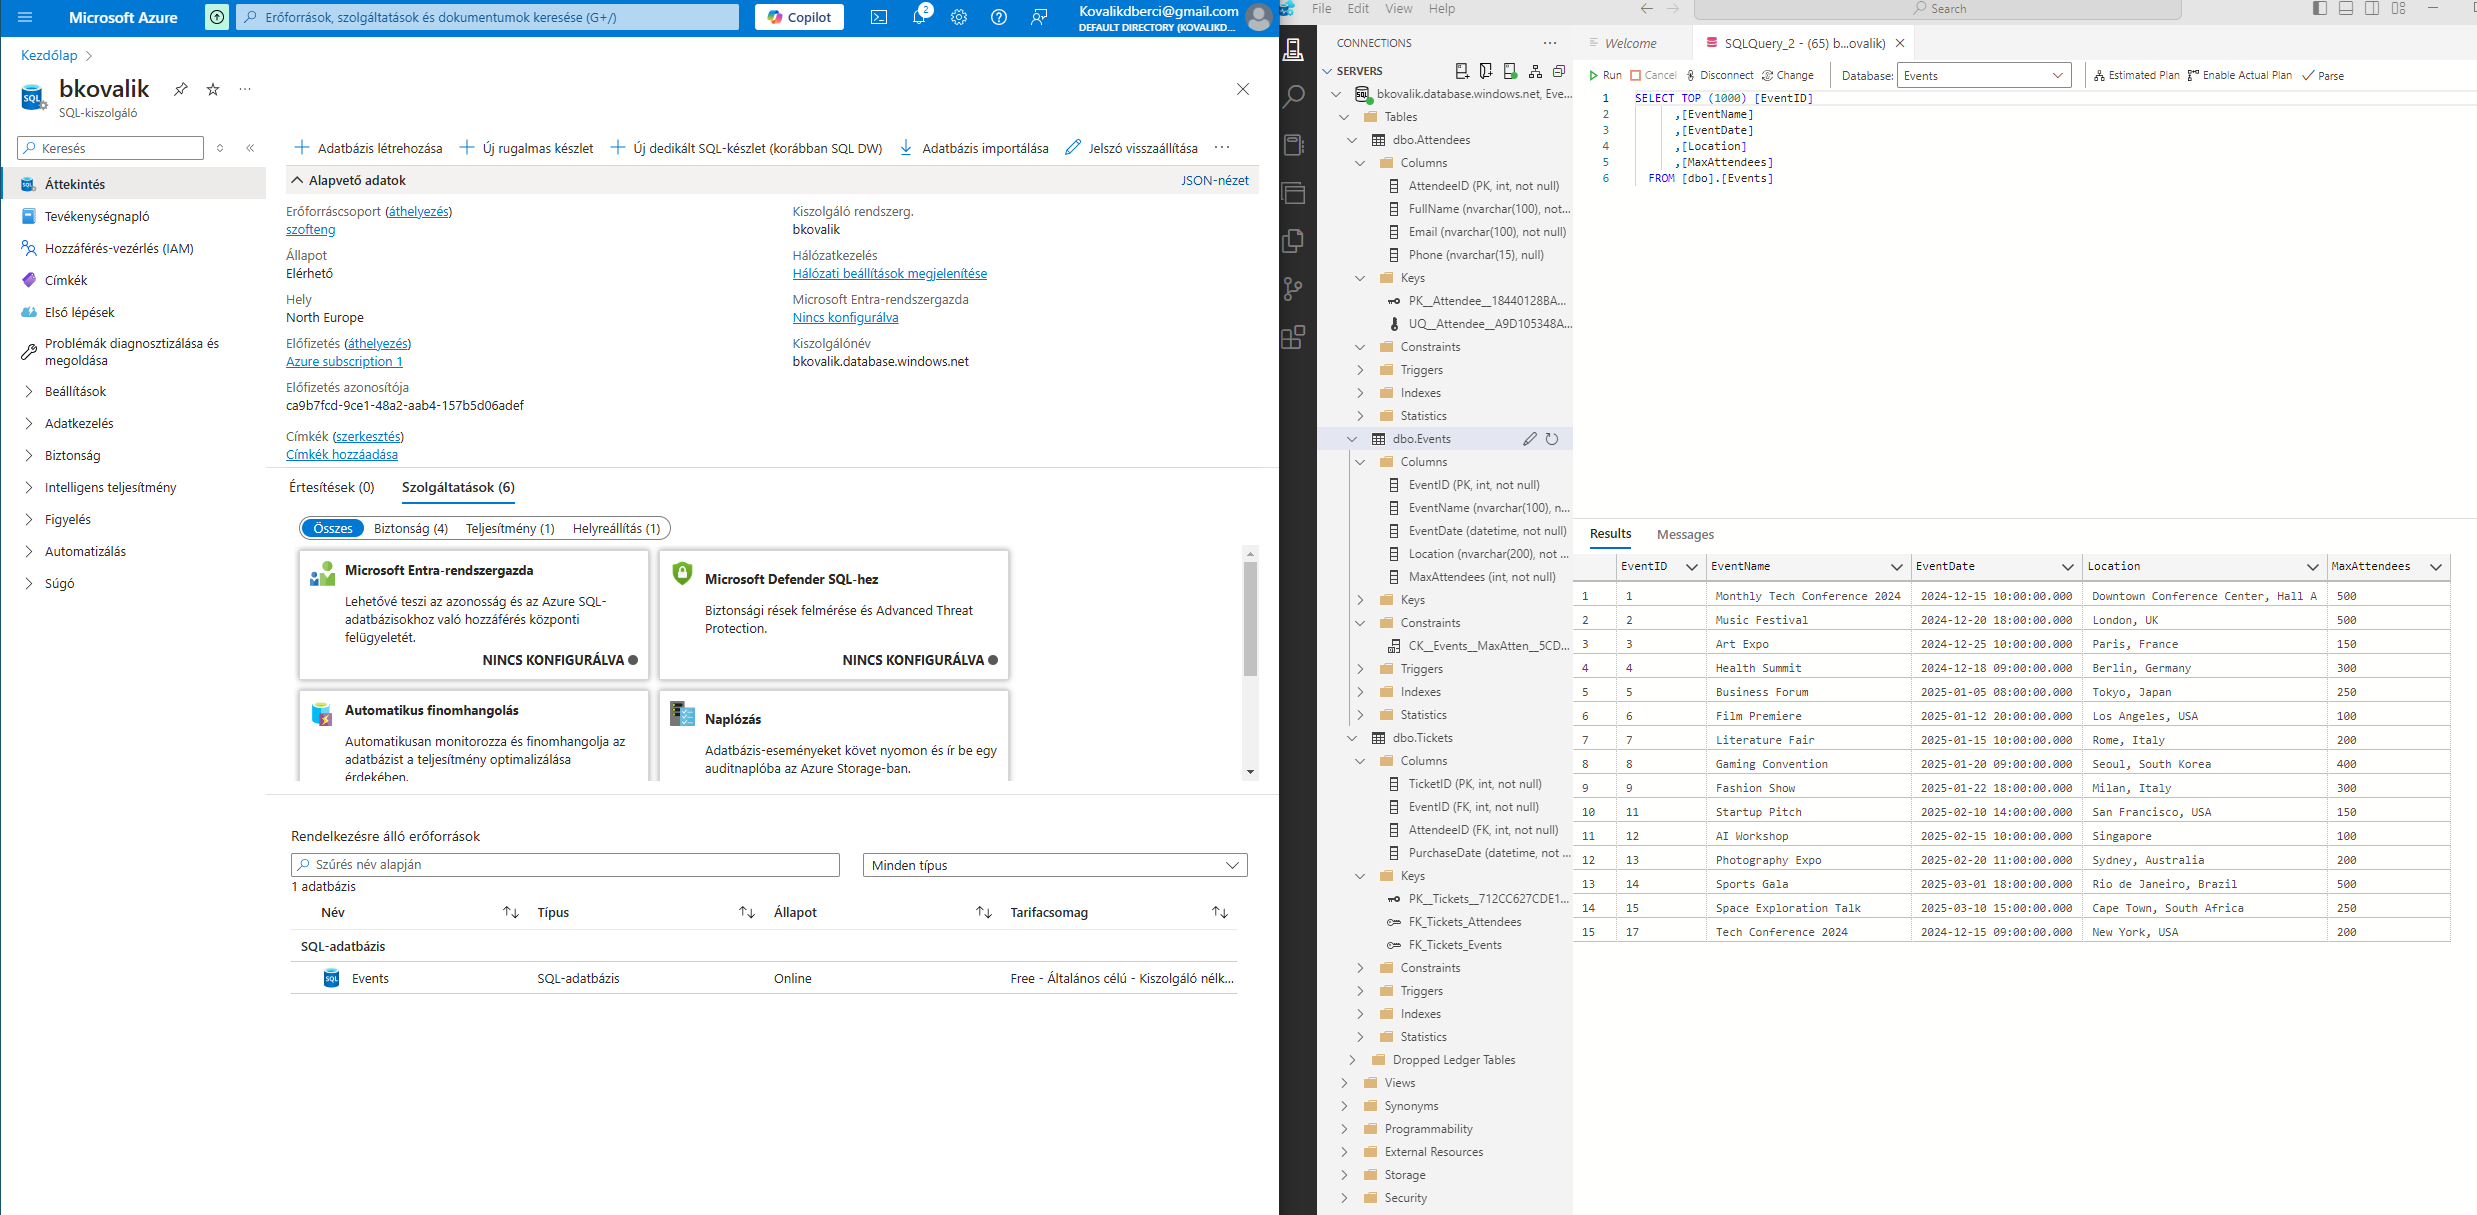 Microsoft Azure
Erőforrások, szolgáltatások és dokumentumok keresése (G+/)
Copilot
2
Kovalikdberci@gmail.com
DEFAULT DIRECTORY (KOVALIKD...
Kezdőlap
bkovalik
SQL-kiszolgáló
Keresés
Áttekintés
Tevékenységnapló
Hozzáférés-vezérlés (IAM)
Címkék
Első lépések
Problémák diagnosztizálása és
megoldása
Beállítások
Adatkezelés
Biztonság
Intelligens teljesítmény
Figyelés
Automatizálás
Súgó
Adatbázis létrehozása
Új rugalmas készlet
Új dedikált SQL-készlet (korábban SQL DW)
Adatbázis importálása
Jelszó visszaállítása
Alapvető adatok
JSON-nézet
Erőforráscsoport (áthelyezés)
szofteng
Állapot
Elérhető
Hely
North Europe
Előfizetés (áthelyezés)
Azure subscription 1
Előfizetés azonosítója
ca9b7fcd-9ce1-48a2-aab4-157b5d06adef
Címkék (szerkesztés)
Címkék hozzáadása
Kiszolgáló rendszerg.
bkovalik
Hálózatkezelés
Hálózati beállítások megjelenítése
Microsoft Entra-rendszergazda
Nincs konfigurálva
Kiszolgálónév
bkovalik.database.windows.net
Értesítések (0)
Szolgáltatások (6)
Összes
Biztonság (4)
Teljesítmény (1)
Helyreállítás (1)
Microsoft Entra-rendszergazda
Lehetővé teszi az azonosság és az Azure SQL-
adatbázisokhoz való hozzáférés központi
felügyeletét.
NINCS KONFIGURÁLVA
Microsoft Defender SQL-hez
Biztonsági rések felmérése és Advanced Threat
Protection.
NINCS KONFIGURÁLVA
Automatikus finomhangolás
Automatikusan monitorozza és finomhangolja az
adatbázist a teljesítmény optimalizálása
érdekében.
Naplózás
Adatbázis-eseményeket követ nyomon és ír be egy
auditnaplóba az Azure Storage-ban.
Rendelkezésre álló erőforrások
Szűrés név alapján
Minden típus
1 adatbázis
Név Típus Állapot Tarifacsomag
SQL-adatbázis
Events SQL-adatbázis Online Free - Általános célú - Kiszolgáló nélk...
File Edit View Help
Search
CONNECTIONS
SERVERS
bkovalik.database.windows.net, Eve...
Tables
dbo.Attendees
Columns
AttendeeID (PK, int, not null)
FullName (nvarchar(100), not...
Email (nvarchar(100), not null)
Phone (nvarchar(15), null)
Keys
PK__Attendee__18440128BA...
UQ__Attendee__A9D105348A...
Constraints
Triggers
Indexes
Statistics
dbo.Events
Columns
EventID (PK, int, not null)
EventName (nvarchar(100), n...
EventDate (datetime, not null)
Location (nvarchar(200), not ...
MaxAttendees (int, not null)
Keys
Constraints
CK__Events__MaxAtten__5CD...
Triggers
Indexes
Statistics
dbo.Tickets
Columns
TicketID (PK, int, not null)
EventID (FK, int, not null)
AttendeeID (FK, int, not null)
PurchaseDate (datetime, not ...
Keys
PK__Tickets__712CC627CDE1...
FK_Tickets_Attendees
FK_Tickets_Events
Constraints
Triggers
Indexes
Statistics
Dropped Ledger Tables
Views
Synonyms
Programmability
External Resources
Storage
Security
Welcome
SQLQuery_2 - (65) b...ovalik)
Run Cancel Disconnect Change Database: Events Estimated Plan Enable Actual Plan Parse
1 SELECT TOP (1000) [EventID]
2 ,[EventName]
3 ,[EventDate]
4 ,[Location]
5 ,[MaxAttendees]
6 FROM [dbo].[Events]
Results Messages
EventID EventName EventDate Location MaxAttendees
1 1 Monthly Tech Conference 2024 2024-12-15 10:00:00.000 Downtown Conference Center, Hall A 500
2 2 Music Festival 2024-12-20 18:00:00.000 London, UK 500
3 3 Art Expo 2024-12-25 10:00:00.000 Paris, France 150
4 4 Health Summit 2024-12-18 09:00:00.000 Berlin, Germany 300
5 5 Business Forum 2025-01-05 08:00:00.000 Tokyo, Japan 250
6 6 Film Premiere 2025-01-12 20:00:00.000 Los Angeles, USA 100
7 7 Literature Fair 2025-01-15 10:00:00.000 Rome, Italy 200
8 8 Gaming Convention 2025-01-20 09:00:00.000 Seoul, South Korea 400
9 9 Fashion Show 2025-01-22 18:00:00.000 Milan, Italy 300
10 11 Startup Pitch 2025-02-10 14:00:00.000 San Francisco, USA 150
11 12 AI Workshop 2025-02-15 10:00:00.000 Singapore 100
12 13 Photography Expo 2025-02-20 11:00:00.000 Sydney, Australia 200
13 14 Sports Gala 2025-03-01 18:00:00.000 Rio de Janeiro, Brazil 500
14 15 Space Exploration Talk 2025-03-10 15:00:00.000 Cape Town, South Africa 250
15 17 Tech Conference 2024 2024-12-15 09:00:00.000 New York, USA 200